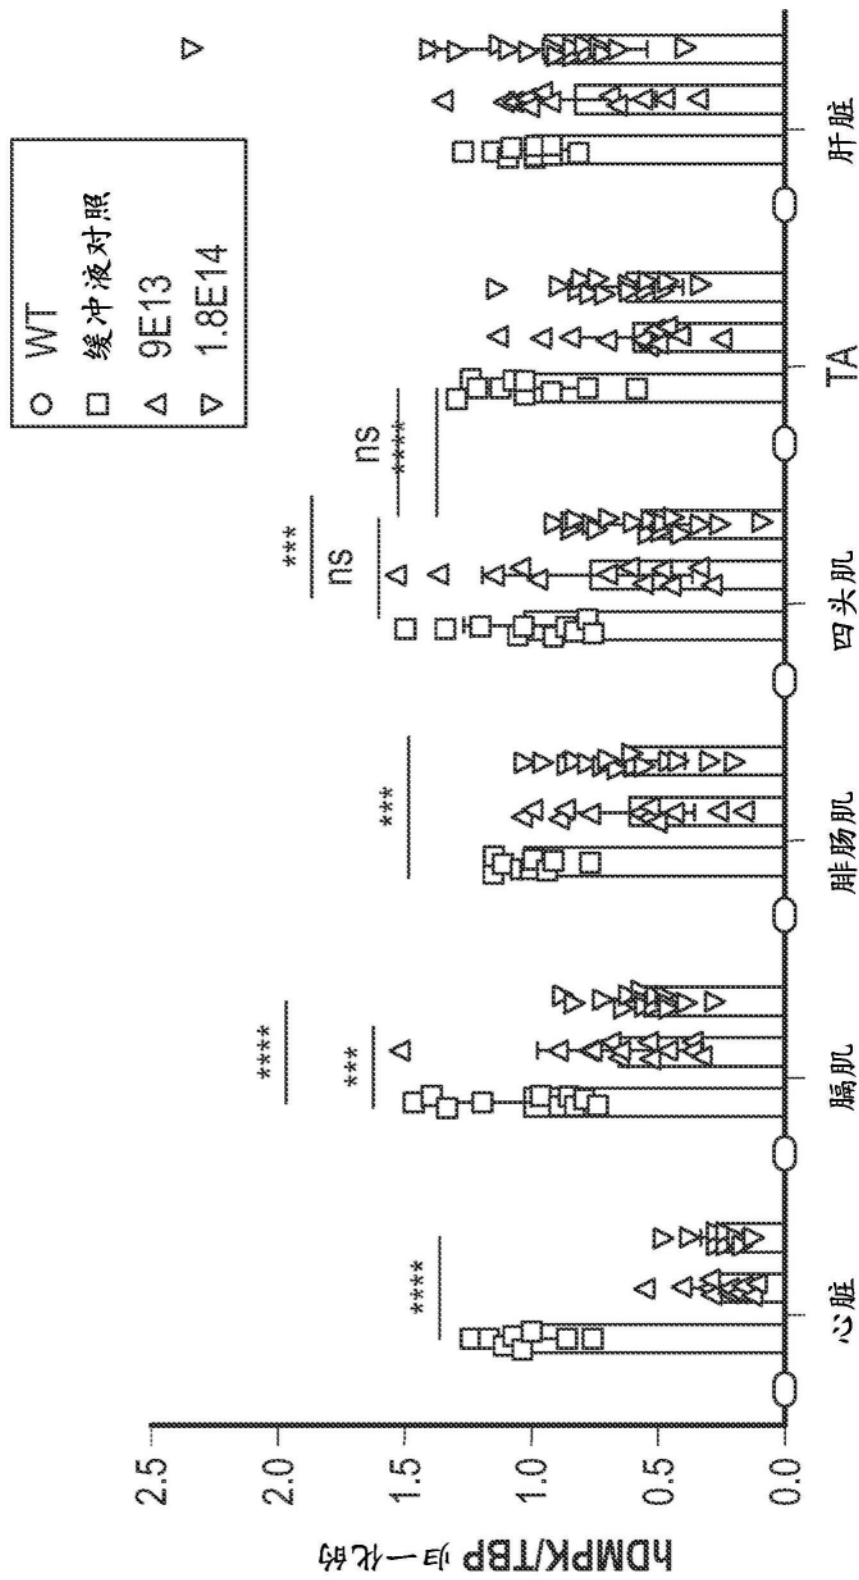 WT
缓冲液对照
9E13
1.8E14
hDMPK/TBP 归一化的
2.5
2.0
1.5
1.0
0.5
0.0
****
****
***
***
***
ns
ns
****
心脏
膈肌
腓肠肌
四头肌
TA
肝脏